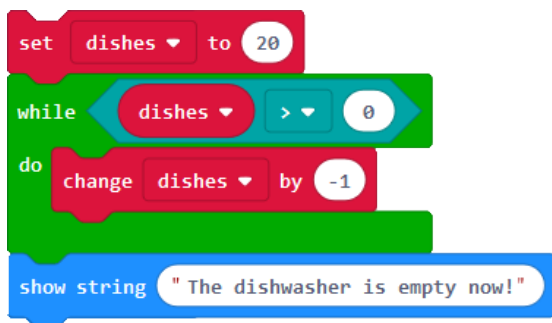 set dishes to 20
while dishes > 0
do
change dishes by -1
show string "The dishwasher is empty now!"